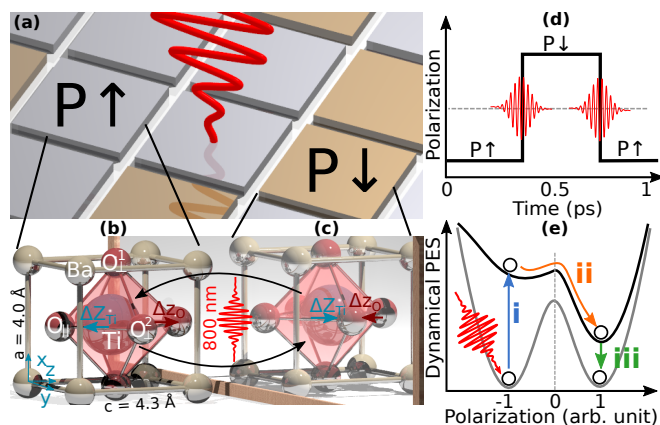 (a)
P↑
P↓
(b)
(c)
Ba
O⊥¹
O∥
ΔZTi
ΔzO
Ti
O⊥²
800 nm
ΔZTi
ΔzO
a = 4.0 Å
x
z
y
c = 4.3 Å
(d)
Polarization
P↓
P↑
P↑
0
0.5
1
Time (ps)
(e)
Dynamical PES
ii
i
iii
-1
0
1
Polarization (arb. unit)